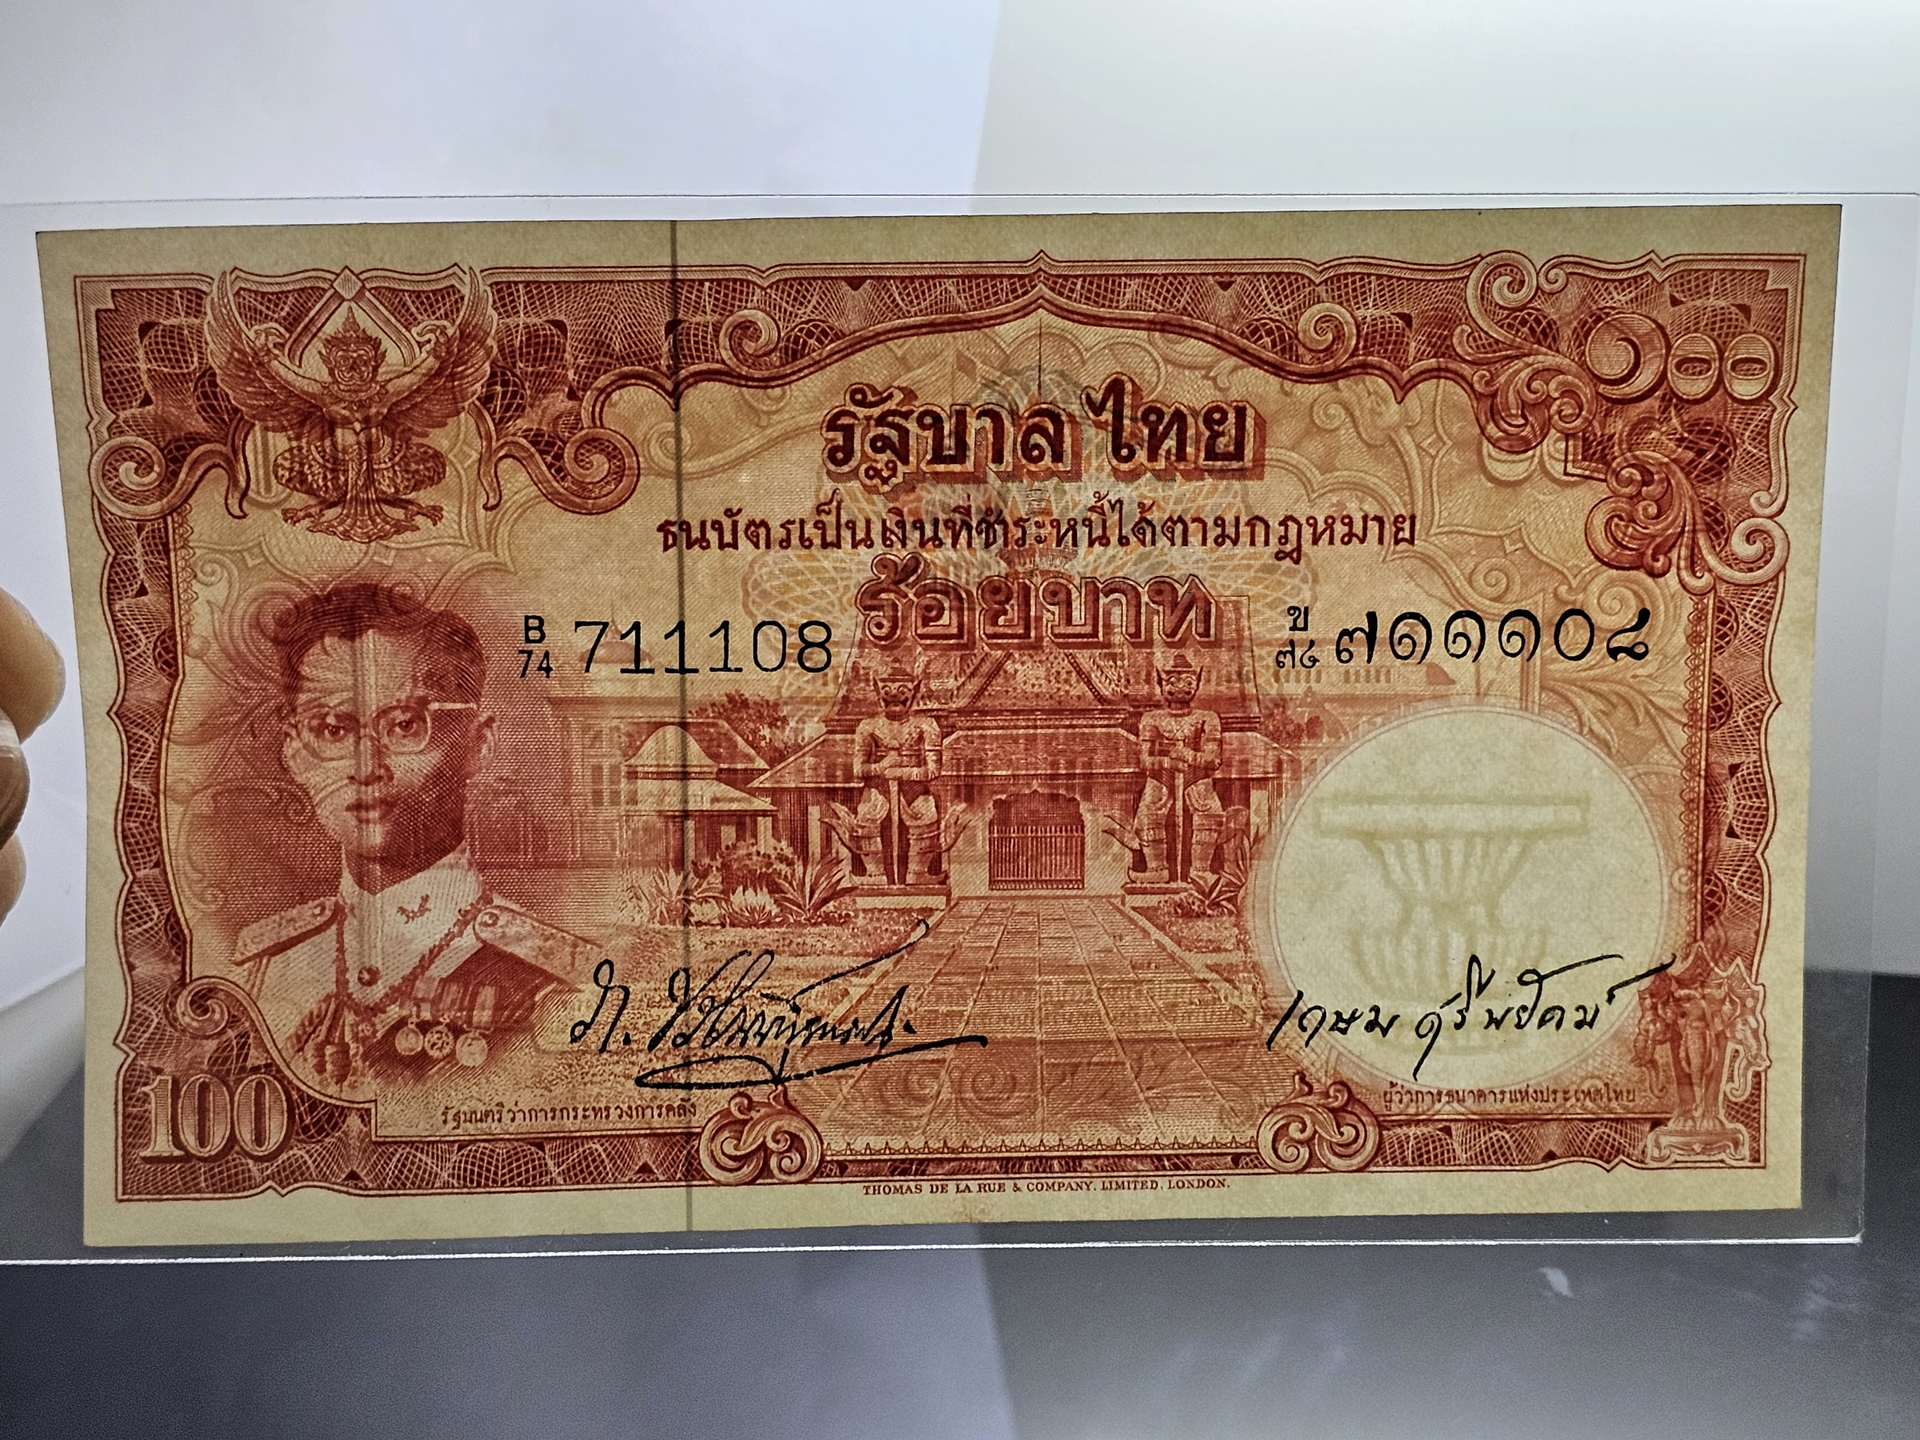 ๑๐๐
รัฐบาลไทย
ธนบัตรเป็นเงินที่ชำระหนี้ได้ตามกฎหมาย
ร้อยบาท
B/74 711108
ข/๗๔ ๗๑๑๑๐๘
เกษม ศรีพยัคฆ์
รัฐมนตรีว่าการกระทรวงการคลัง
ผู้ว่าการธนาคารแห่งประเทศไทย
100
THOMAS DE LA RUE & COMPANY, LIMITED, LONDON.